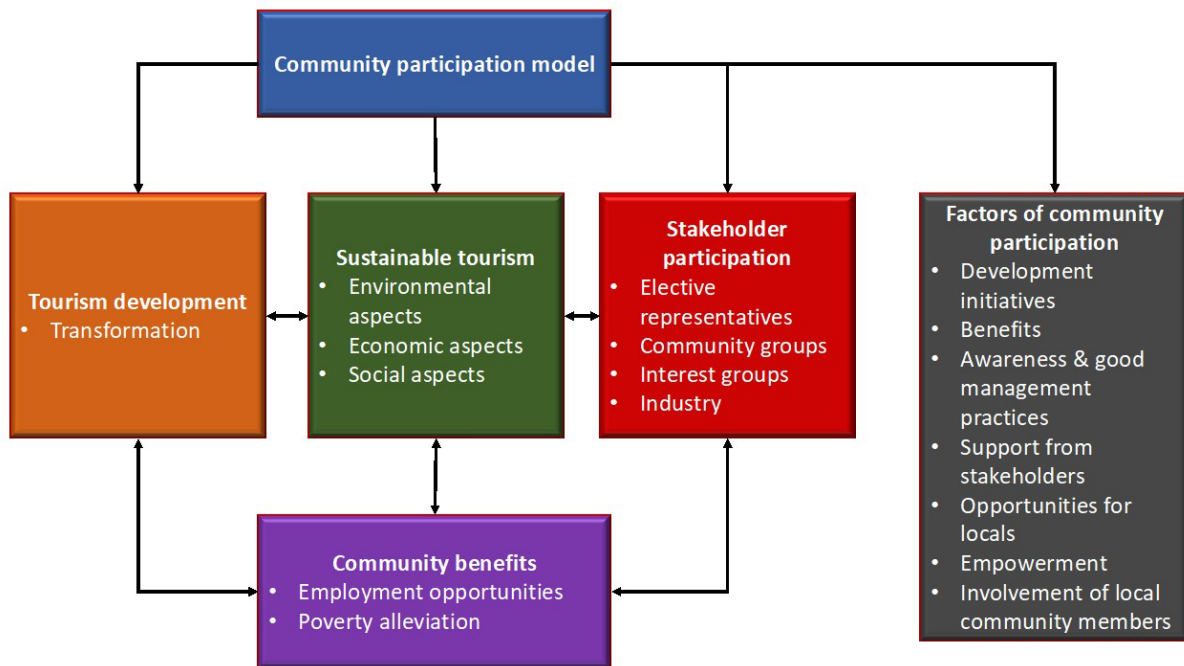 Community participation model
Tourism development
• Transformation
Sustainable tourism
• Environmental
aspects
• Economic aspects
• Social aspects
Stakeholder
participation
• Elective
representatives
• Community groups
• Interest groups
• Industry
Factors of community
participation
• Development
initiatives
• Benefits
• Awareness & good
management
practices
• Support from
stakeholders
• Opportunities for
locals
• Empowerment
• Involvement of local
community members
Community benefits
• Employment opportunities
• Poverty alleviation